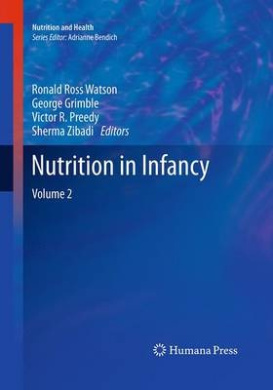 Nutrition and Health
Series Editor: Adrianne Bendich
Ronald Ross Watson
George Grimble
Victor R. Preedy
Sherma Zibadi Editors
Nutrition in Infancy
Volume 2
Humana Press